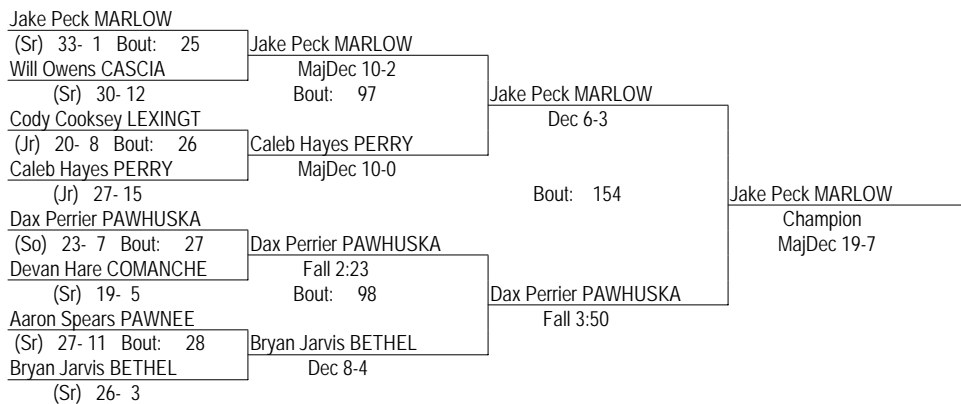 Jake Peck MARLOW
(Sr) 33- 1 Bout: 25
Jake Peck MARLOW
Will Owens CASCIA
MajDec 10-2
(Sr) 30- 12
Bout: 97
Jake Peck MARLOW
Cody Cooksey LEXINGT
Dec 6-3
(Jr) 20- 8 Bout: 26
Caleb Hayes PERRY
Caleb Hayes PERRY
MajDec 10-0
(Jr) 27- 15
Bout: 154
Jake Peck MARLOW
Dax Perrier PAWHUSKA
Champion
(So) 23- 7 Bout: 27
Dax Perrier PAWHUSKA
MajDec 19-7
Devan Hare COMANCHE
Fall 2:23
(Sr) 19- 5
Bout: 98
Dax Perrier PAWHUSKA
Aaron Spears PAWNEE
Fall 3:50
(Sr) 27- 11 Bout: 28
Bryan Jarvis BETHEL
Bryan Jarvis BETHEL
Dec 8-4
(Sr) 26- 3